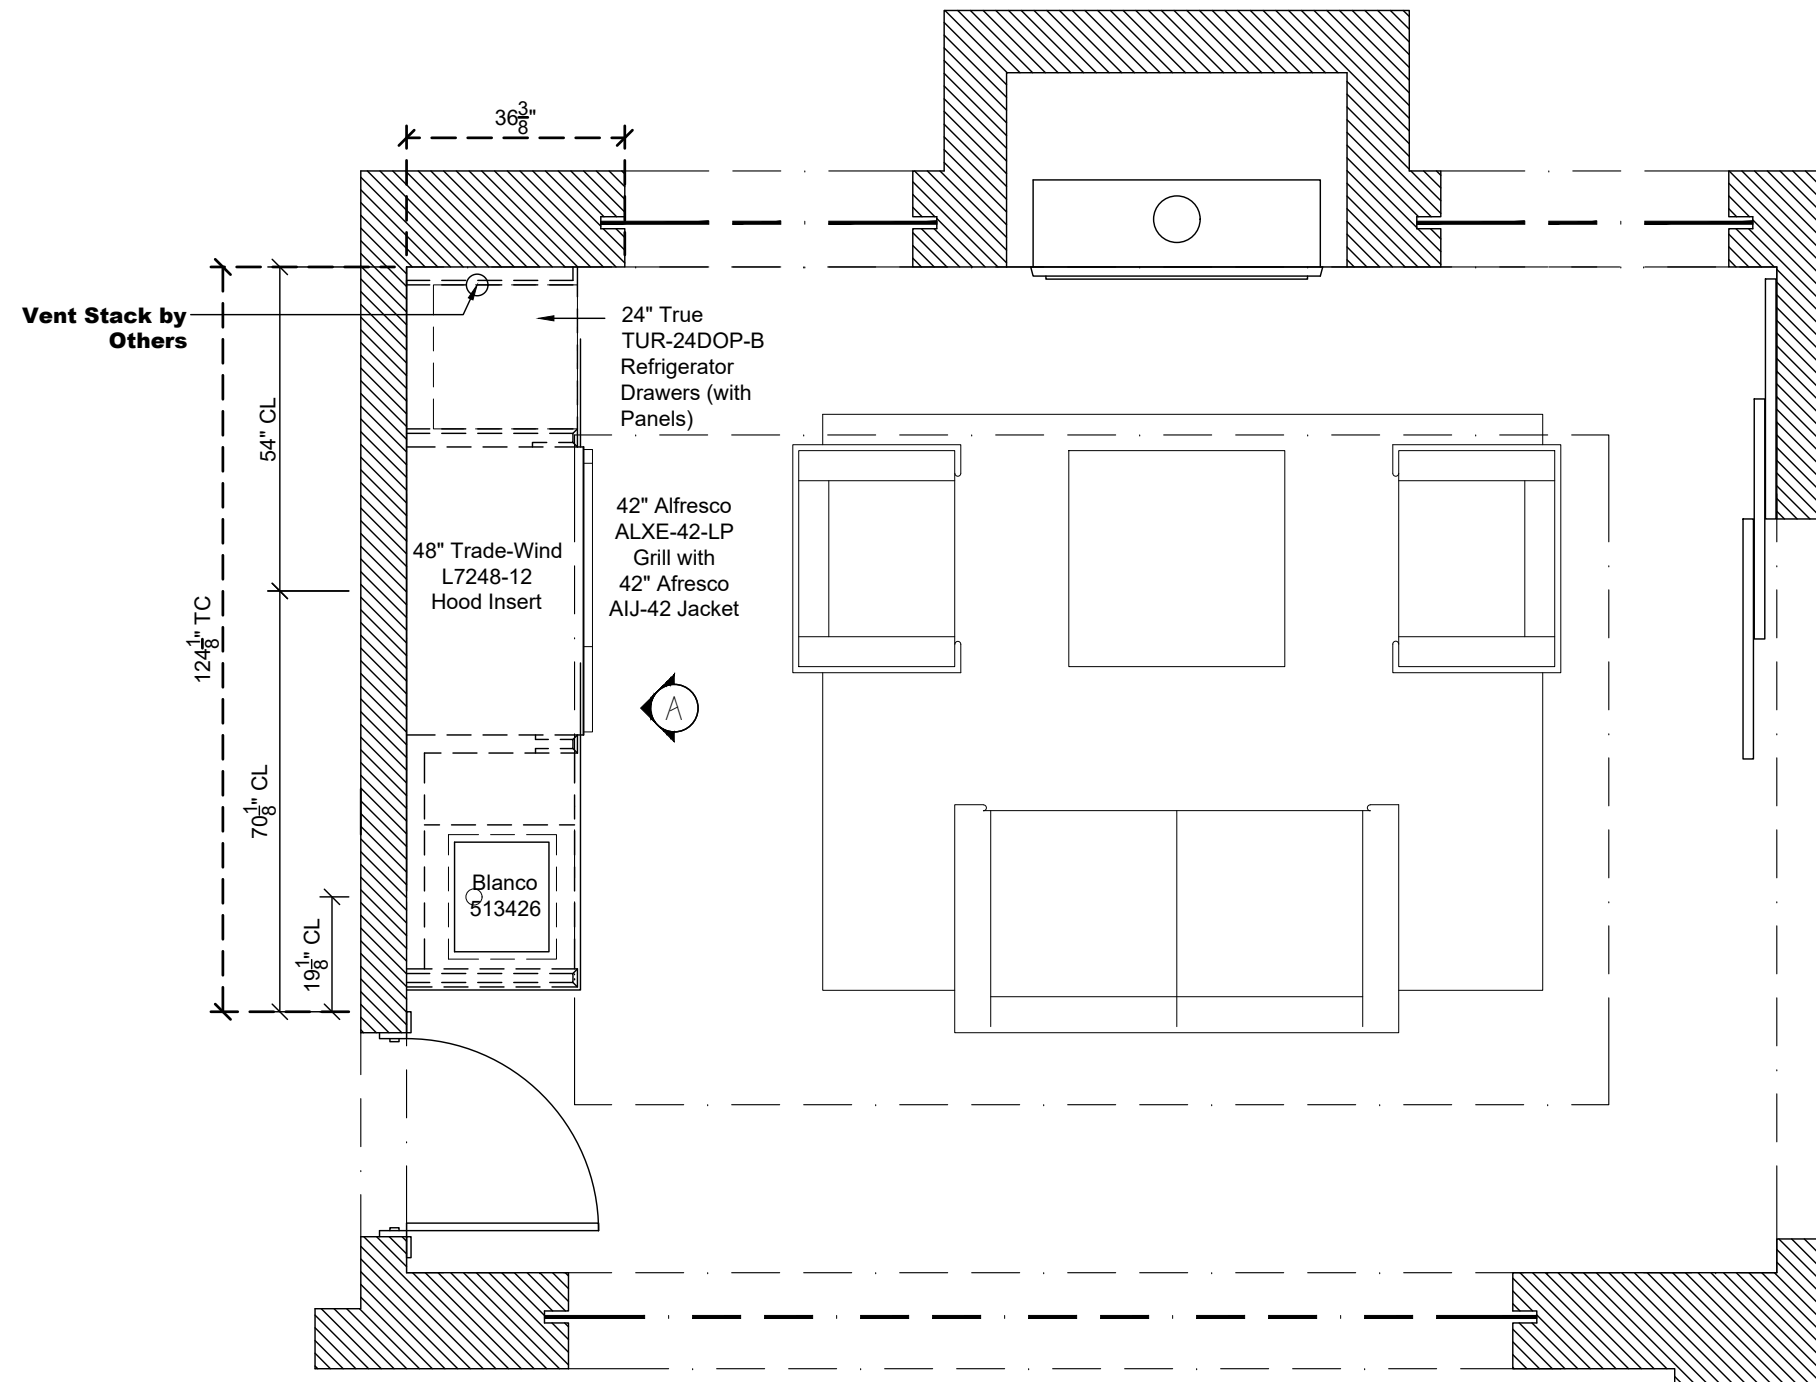 36 3/8"
Vent Stack by
Others
24" True
TUR-24DOP-B
Refrigerator
Drawers (with
Panels)
54" CL
42" Alfresco
ALXE-42-LP
Grill with
42" Afresco
AIJ-42 Jacket
48" Trade-Wind
L7248-12
Hood Insert
124 1/8" TC
A
70 1/8" CL
Blanco
513426
19 1/8" CL